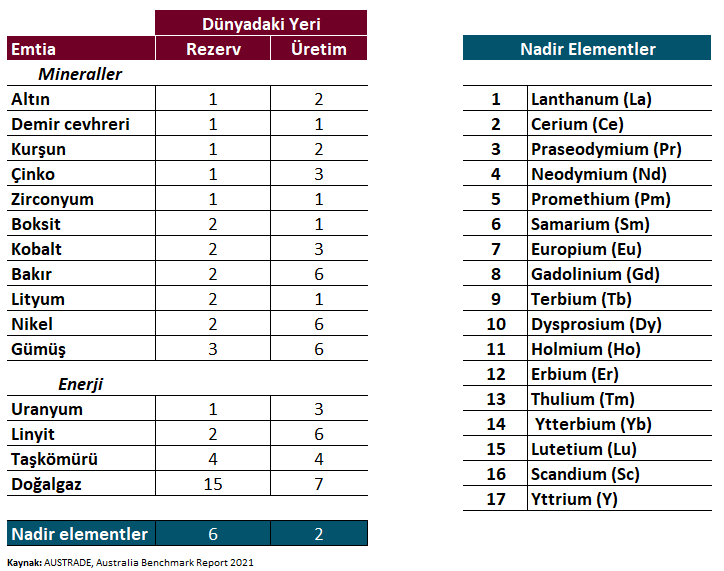 Dünyadaki Yeri
Emtia Rezerv Üretim
Mineraller
Altın 1 2
Demir cevhreri 1 1
Kurşun 1 2
Çinko 1 3
Zirconyum 1 1
Boksit 2 1
Kobalt 2 3
Bakır 2 6
Lityum 2 1
Nikel 2 6
Gümüş 3 6
Enerji
Uranyum 1 3
Linyit 2 6
Taşkömürü 4 4
Doğalgaz 15 7
Nadir elementler 6 2
Kaynak: AUSTRADE, Australia Benchmark Report 2021
Nadir Elementler
1 Lanthanum (La)
2 Cerium (Ce)
3 Praseodymium (Pr)
4 Neodymium (Nd)
5 Promethium (Pm)
6 Samarium (Sm)
7 Europium (Eu)
8 Gadolinium (Gd)
9 Terbium (Tb)
10 Dysprosium (Dy)
11 Holmium (Ho)
12 Erbium (Er)
13 Thulium (Tm)
14 Ytterbium (Yb)
15 Lutetium (Lu)
16 Scandium (Sc)
17 Yttrium (Y)